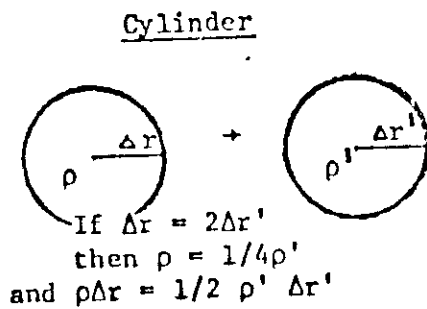 Cylinder
Δr → Δr'
ρ ρ'
If Δr = 2Δr'
then ρ = 1/4ρ'
and ρΔr = 1/2 ρ' Δr'